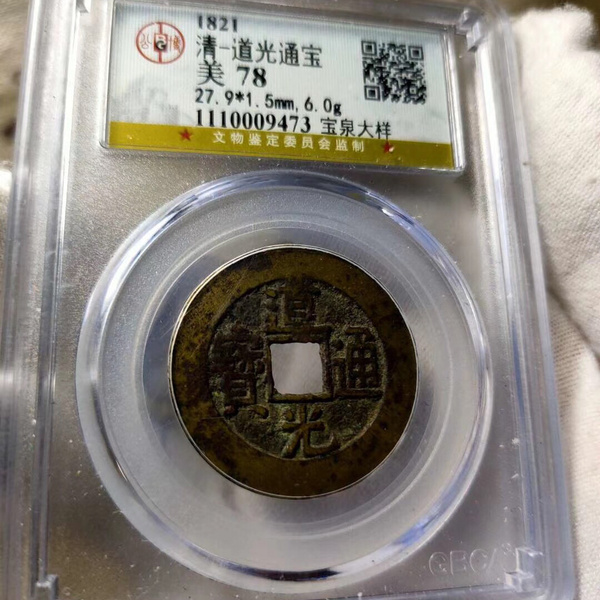 1821
清-道光通宝
美 78
27.9*1.5mm,6.0g
1110009473 宝泉大样
文物鉴定委员会监制
道光通寶